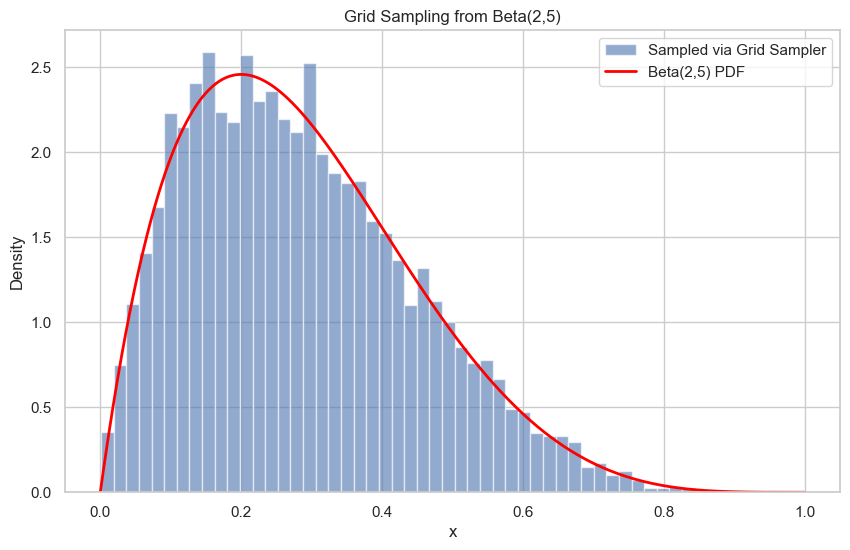 Grid Sampling from Beta(2,5)
Sampled via Grid Sampler
Beta(2,5) PDF
Density
2.5
2.0
1.5
1.0
0.5
0.0
0.0 0.2 0.4 0.6 0.8 1.0
x